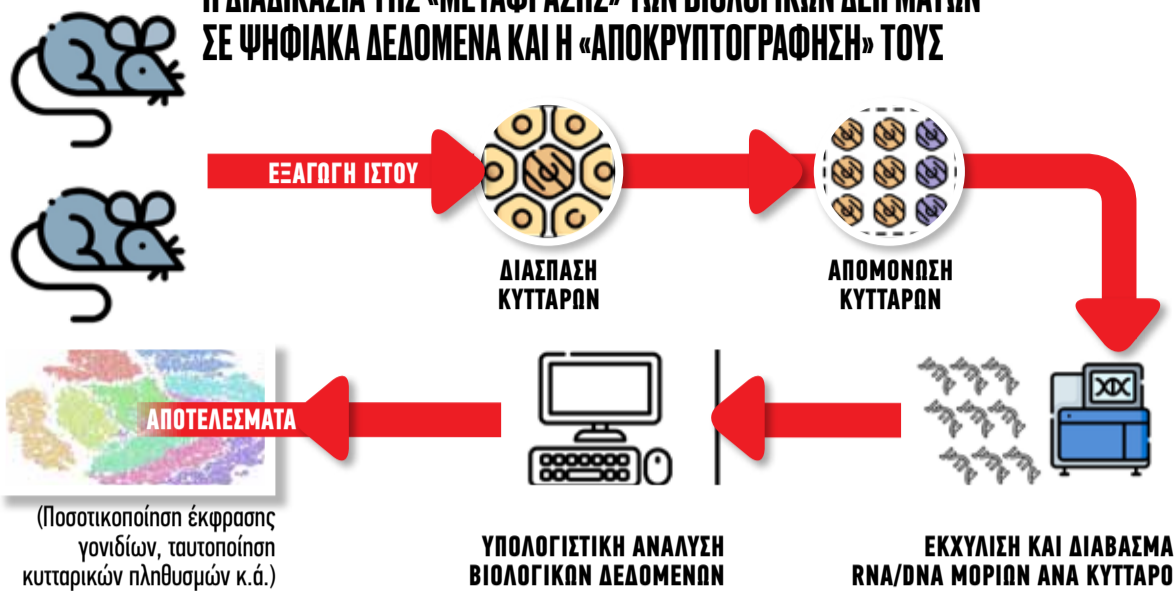 Η ΔΙΑΔΙΚΑΣΙΑ ΤΗΣ «ΜΕΤΑΦΡΑΣΗΣ» ΤΩΝ ΒΙΟΛΟΓΙΚΩΝ ΔΕΙΓΜΑΤΩΝ
ΣΕ ΨΗΦΙΑΚΑ ΔΕΔΟΜΕΝΑ ΚΑΙ Η «ΑΠΟΚΡΥΠΤΟΓΡΑΦΗΣΗ» ΤΟΥΣ
ΕΞΑΓΩΓΗ ΙΣΤΟΥ
ΔΙΑΣΠΑΣΗ
ΚΥΤΤΑΡΩΝ
ΑΠΟΜΟΝΩΣΗ
ΚΥΤΤΑΡΩΝ
ΕΚΧΥΛΙΣΗ ΚΑΙ ΔΙΑΒΑΣΜΑ
RNA/DNA ΜΟΡΙΩΝ ΑΝΑ ΚΥΤΤΑΡΟ
ΥΠΟΛΟΓΙΣΤΙΚΗ ΑΝΑΛΥΣΗ
ΒΙΟΛΟΓΙΚΩΝ ΔΕΔΟΜΕΝΩΝ
ΑΠΟΤΕΛΕΣΜΑΤΑ
(Ποσοτικοποίηση έκφρασης
γονιδίων, ταυτοποίηση
κυτταρικών πληθυσμών κ.ά.)